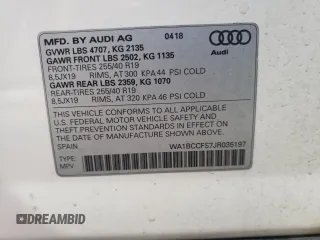 MFD. BY AUDI AG 0418
GVWR LBS 4707, KG 2135
GAWR FRONT LBS 2502, KG 1135
FRONT-TIRES 255/40 R19
8.5JX19 RIMS, AT 300 KPA 44 PSI COLD
GAWR REAR LBS 2359, KG 1070
REAR-TIRES 255/40 R19
8.5JX19 RIMS, AT 320 KPA 46 PSI COLD
Audi
THIS VEHICLE CONFORMS TO ALL APPLICABLE
U.S. FEDERAL MOTOR VEHICLE SAFETY, BUMPER
AND THEFT PREVENTION STANDARDS IN EFFECT
ON THE DATE OF MANUFACTURE SHOWN ABOVE.
SPAIN
WA1BCCFS7JR035197
TYPE:
PASSENGER
DREAMBID